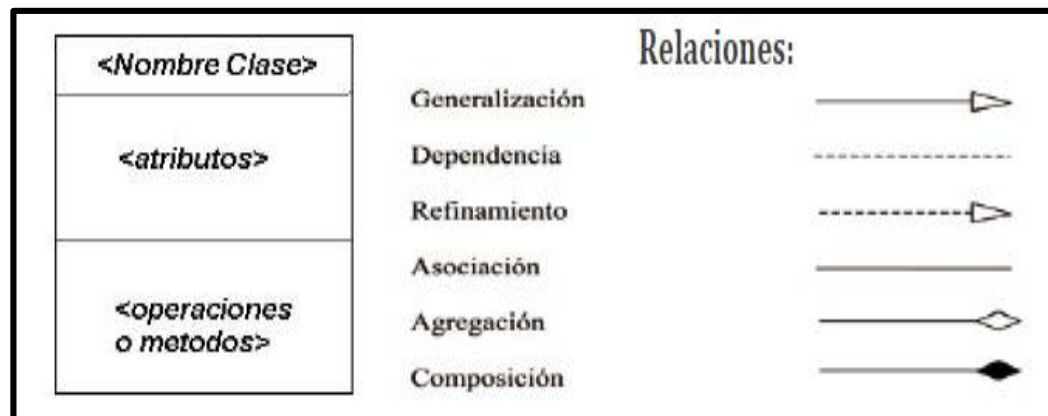 <Nombre Clase>
<atributos>
<operaciones
o metodos>
Relaciones:
Generalización
Dependencia
Refinamiento
Asociación
Agregación
Composición